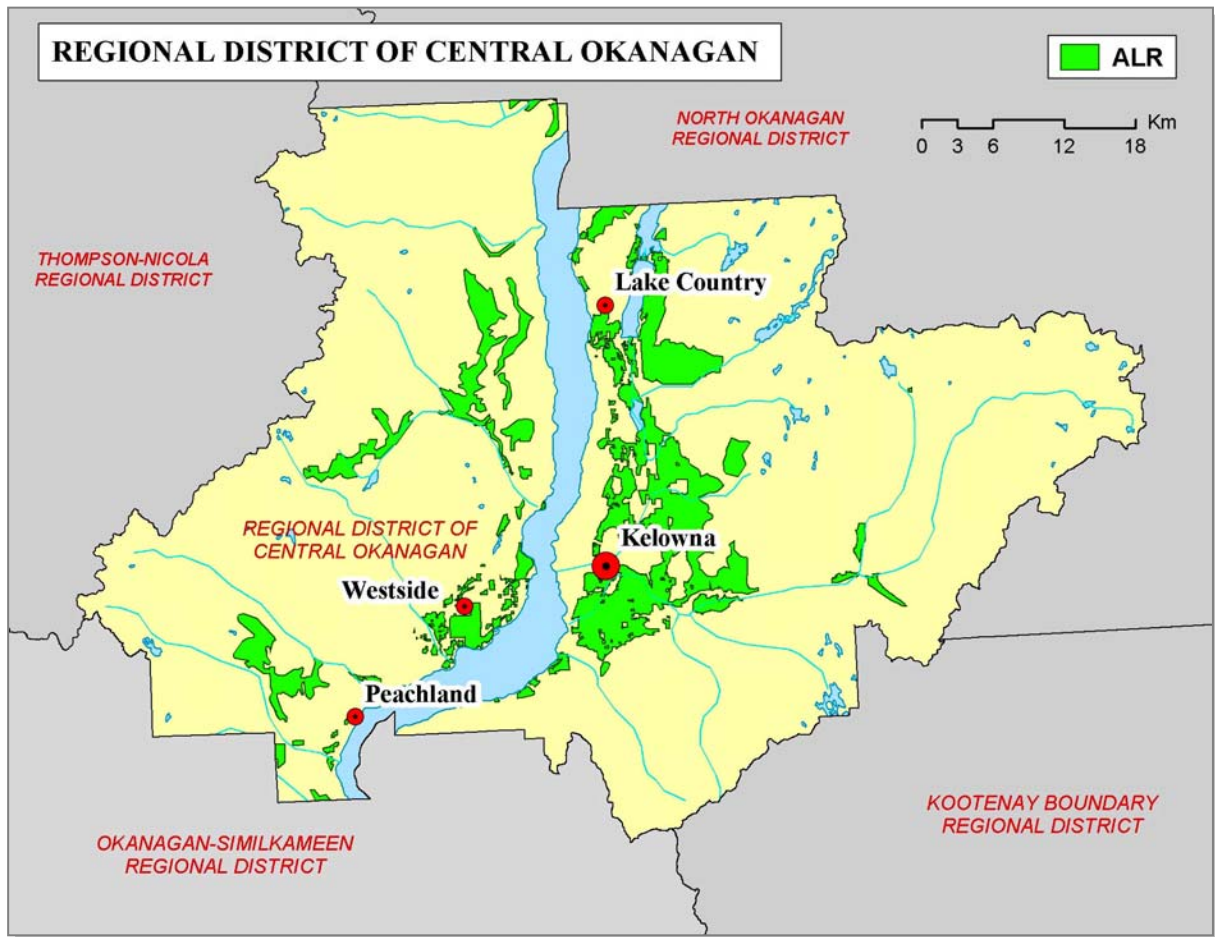 REGIONAL DISTRICT OF CENTRAL OKANAGAN
ALR
NORTH OKANAGAN
REGIONAL DISTRICT
Km
0 3 6 12 18
THOMPSON-NICOLA
REGIONAL DISTRICT
Lake Country
REGIONAL DISTRICT OF
CENTRAL OKANAGAN
Kelowna
Westside
Peachland
KOOTENAY BOUNDARY
REGIONAL DISTRICT
OKANAGAN-SIMILKAMEEN
REGIONAL DISTRICT